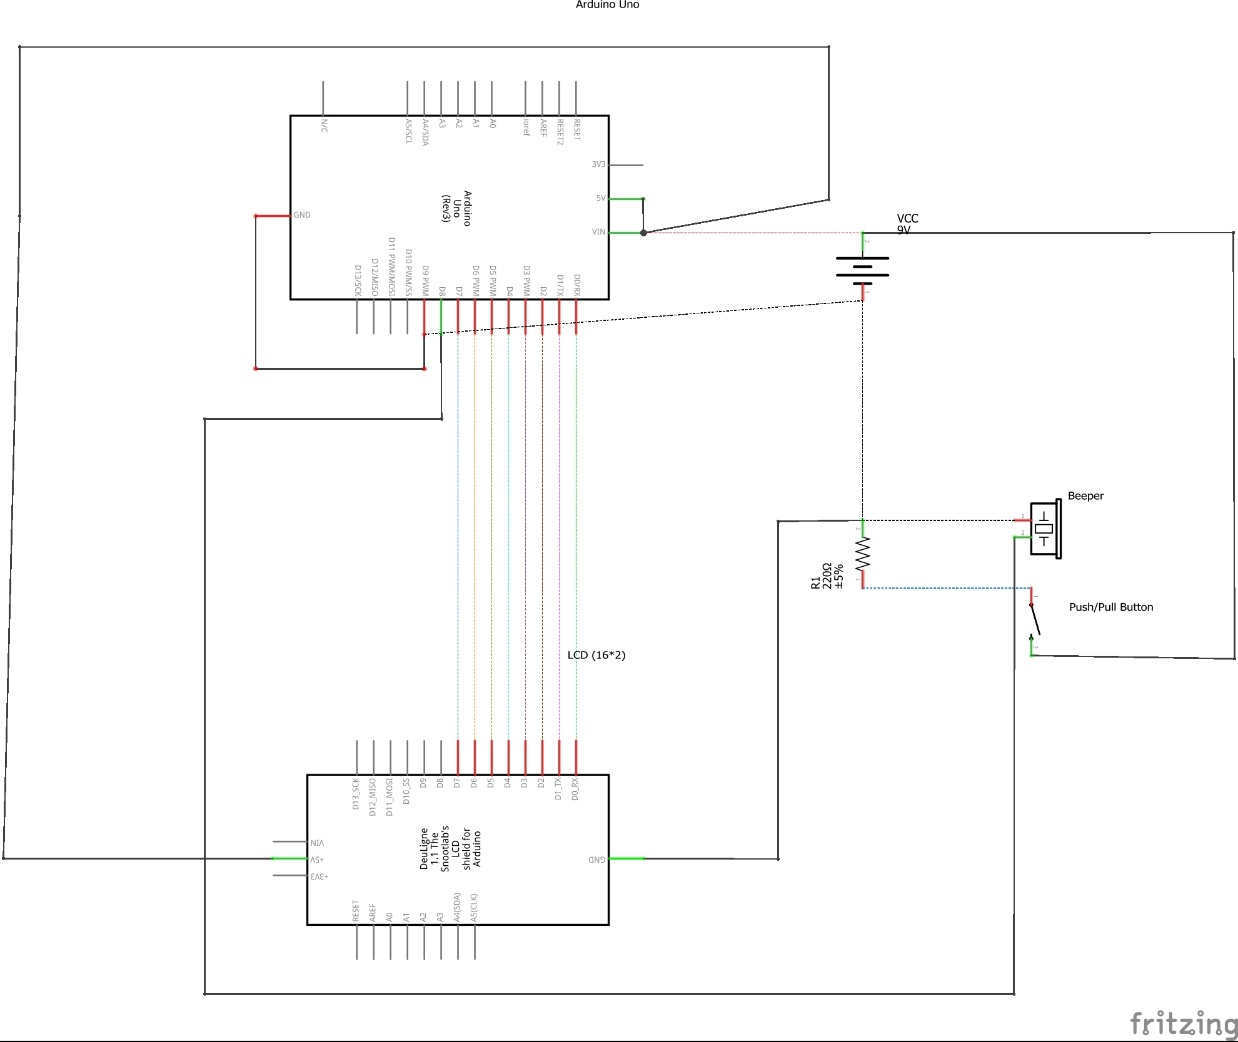 Arduino Uno
N/C
A5/SCL
A4/SDA
A3
A2
A1
A0
ioref
AREF
RESET2
RESET
3V3
5V
VIN
GND
Arduino
Uno
(Rev3)
D13/SCK
D12/MISO
D11 PWM/MOSI
D10 PWM/SS
D9 PWM
D8
D7
D6 PWM
D5 PWM
D4
D3 PWM
D2
D1/TX
D0/RX
VCC
9V
Beeper
R1
220Ω
±5%
Push/Pull Button
LCD (16*2)
D13_SCK
D12_MISO
D11_MOSI
D10_SS
D9
D8
D7
D6
D5
D4
D3
D2
D1_TX
D0_RX
VIN
+5V
+3V3
DeuLigne
1.1 The
Snootlab's
LCD
shield for
Arduino
GND
RESET
AREF
A0
A1
A2
A3
A4(SDA)
A5(CLK)
fritzing